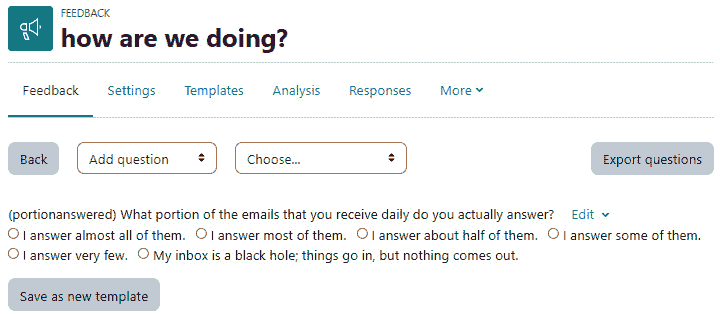 FEEDBACK
how are we doing?
Feedback Settings Templates Analysis Responses More
Back Add question Choose... Export questions
(portionanswered) What portion of the emails that you receive daily do you actually answer? Edit
I answer almost all of them. I answer most of them. I answer about half of them. I answer some of them.
I answer very few. My inbox is a black hole; things go in, but nothing comes out.
Save as new template